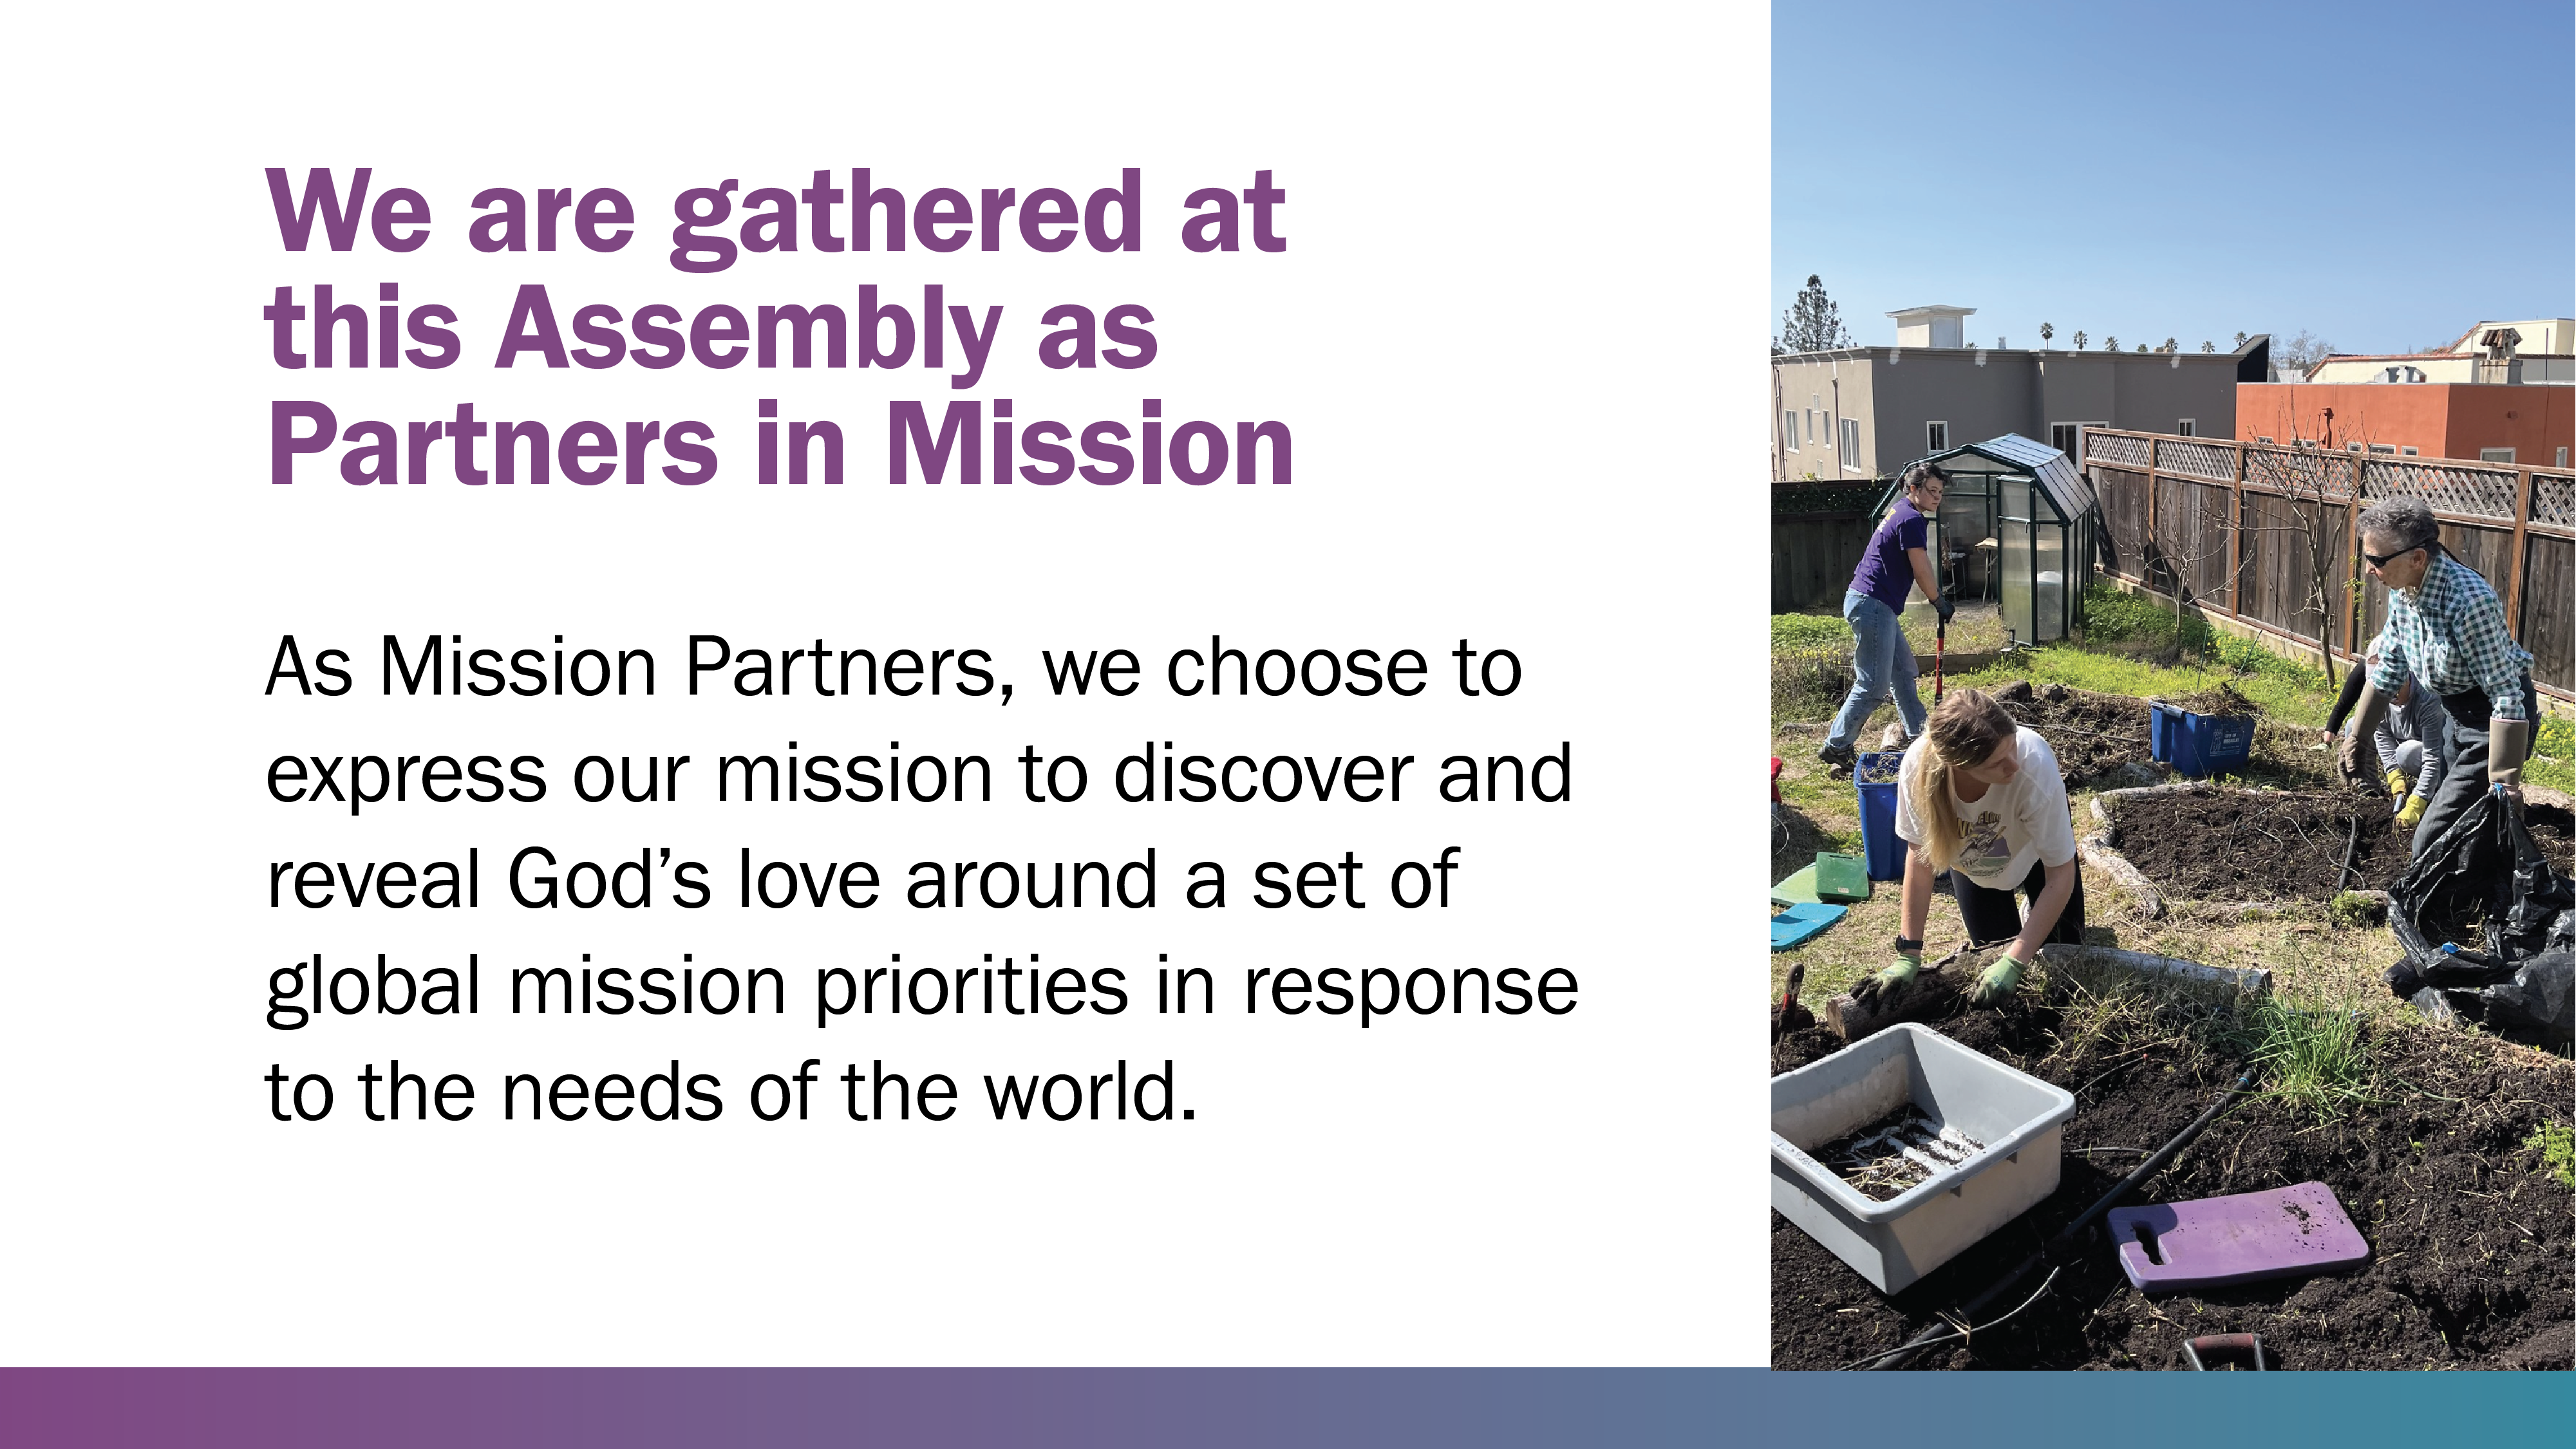 We are gathered at
this Assembly as
Partners in Mission
As Mission Partners, we choose to
express our mission to discover and
reveal God’s love around a set of
global mission priorities in response
to the needs of the world.